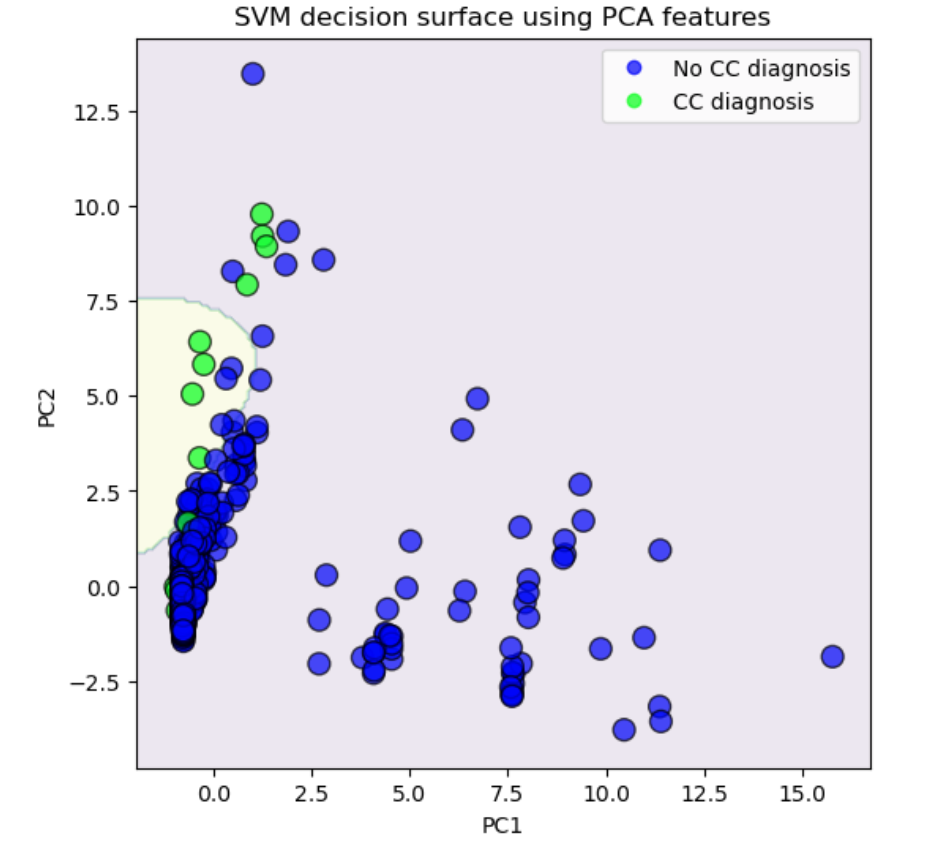 SVM decision surface using PCA features
No CC diagnosis
CC diagnosis
12.5
10.0
7.5
5.0
2.5
0.0
−2.5
PC2
0.0 2.5 5.0 7.5 10.0 12.5 15.0
PC1